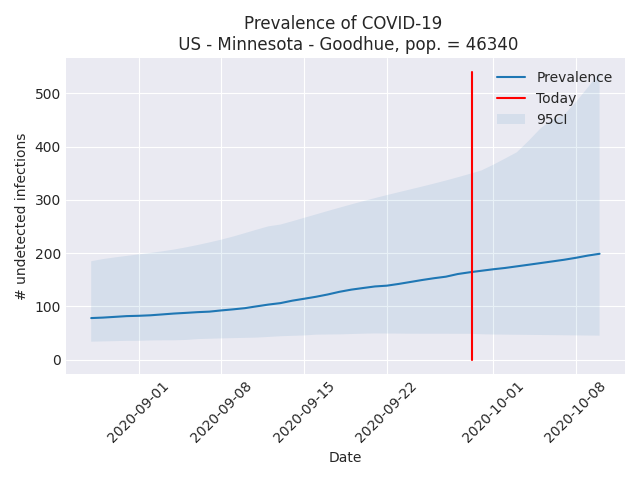 Prevalence of COVID-19
US - Minnesota - Goodhue, pop. = 46340
Prevalence
Today
95CI
# undetected infections
500
400
300
200
100
0
2020-09-01
2020-09-08
2020-09-15
2020-09-22
2020-10-01
2020-10-08
Date